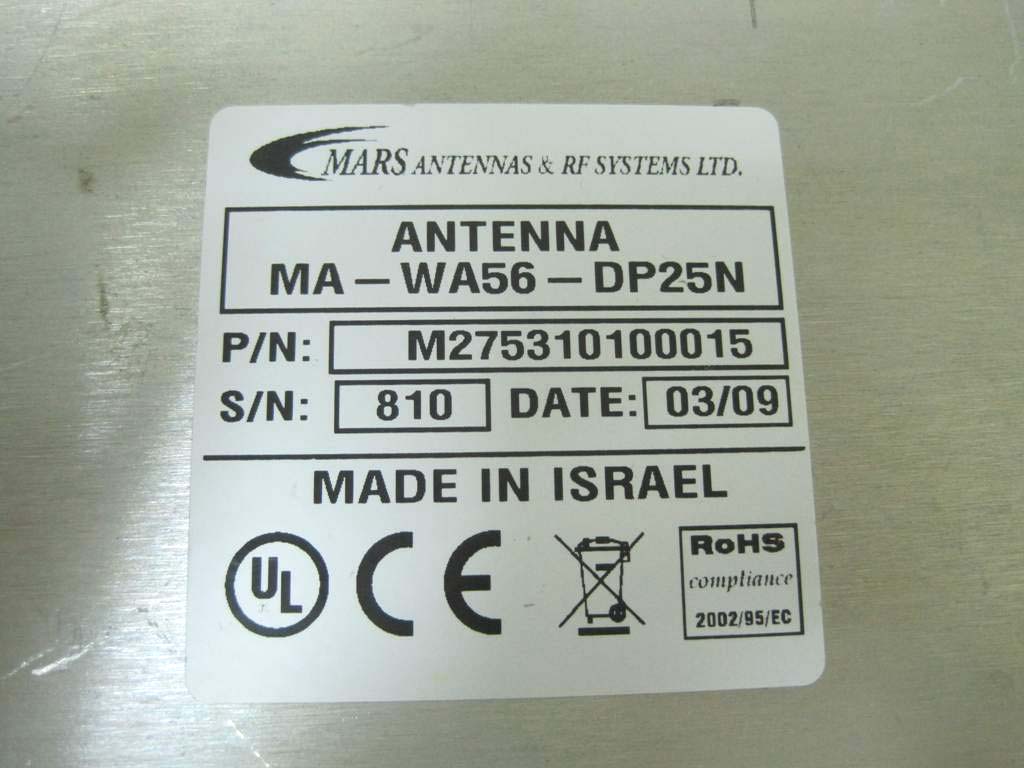 MARS ANTENNAS & RF SYSTEMS LTD.
ANTENNA
MA – WA56 – DP25N
P/N: M275310100015
S/N: 810 DATE: 03/09
MADE IN ISRAEL
UL CE RoHS
compliance
2002/95/EC